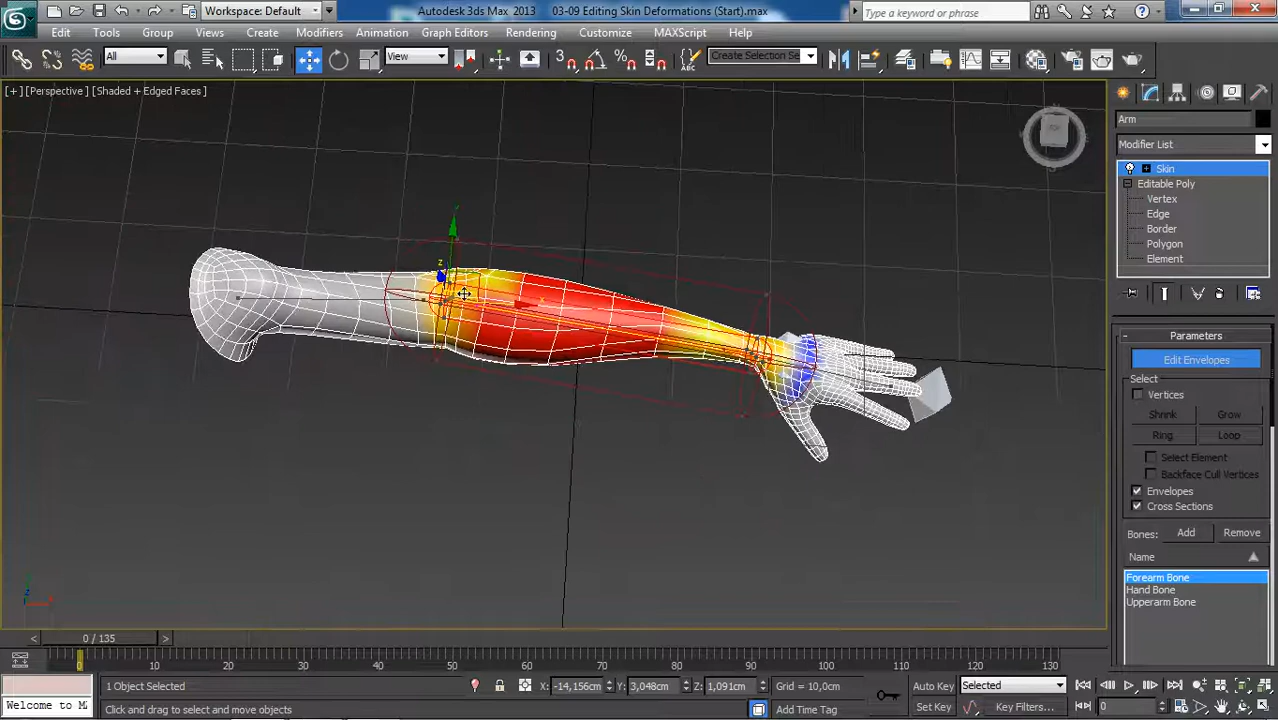 Workspace: Default
Autodesk 3ds Max 2013
03-09 Editing Skin Deformations (Start).max
Type a keyword or phrase
Edit Tools Group Views Create Modifiers Animation Graph Editors Rendering Customize MAXScript Help
All
View
3
Create Selection Se
[+] [Perspective] [Shaded + Edged Faces]
Arm
Modifier List
Skin
Editable Poly
Vertex
Edge
Border
Polygon
Element
Parameters
Edit Envelopes
Select
Vertices
Shrink Grow
Ring Loop
Select Element
Backface Cull Vertices
Envelopes
Cross Sections
Bones: Add Remove
Name
Forearm Bone
Hand Bone
Upperarm Bone
z
x
< 0 / 135 >
0 10 20 30 40 50 60 70 80 90 100 110 120 130
1 Object Selected
X: -14,156cm Y: 3,048cm Z: 1,091cm Grid = 10,0cm
Auto Key Selected
Welcome to M
Click and drag to select and move objects
Add Time Tag
Set Key Key Filters... 0